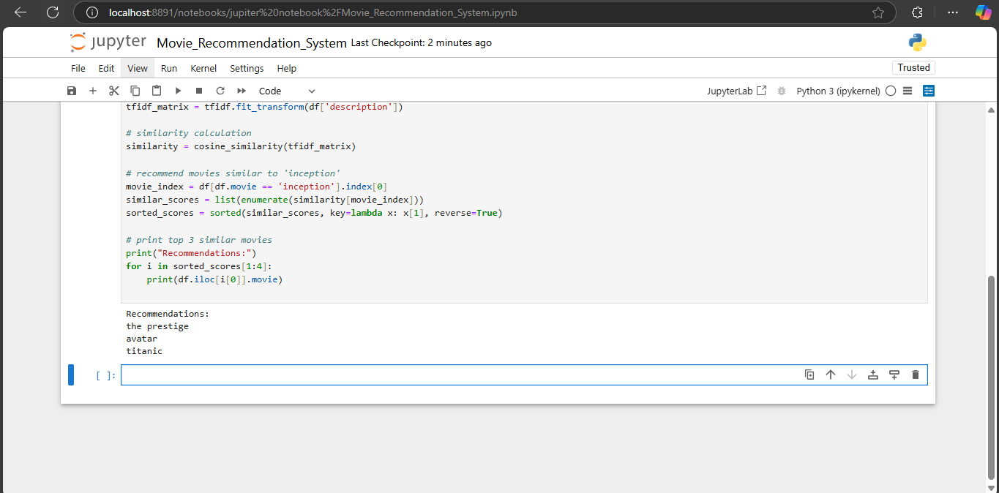 localhost:8891/notebooks/jupiter%20notebook%2FMovie_Recommendation_System.ipynb
jupyter Movie_Recommendation_System Last Checkpoint: 2 minutes ago
File Edit View Run Kernel Settings Help Trusted
Code JupyterLab Python 3 (ipykernel)
tfidf_matrix = tfidf.fit_transform(df['description'])
# similarity calculation
similarity = cosine_similarity(tfidf_matrix)
# recommend movies similar to 'inception'
movie_index = df[df.movie == 'inception'].index[0]
similar_scores = list(enumerate(similarity[movie_index]))
sorted_scores = sorted(similar_scores, key=lambda x: x[1], reverse=True)
# print top 3 similar movies
print("Recommendations:")
for i in sorted_scores[1:4]:
    print(df.iloc[i[0]].movie)
Recommendations:
the prestige
avatar
titanic
[ ]: